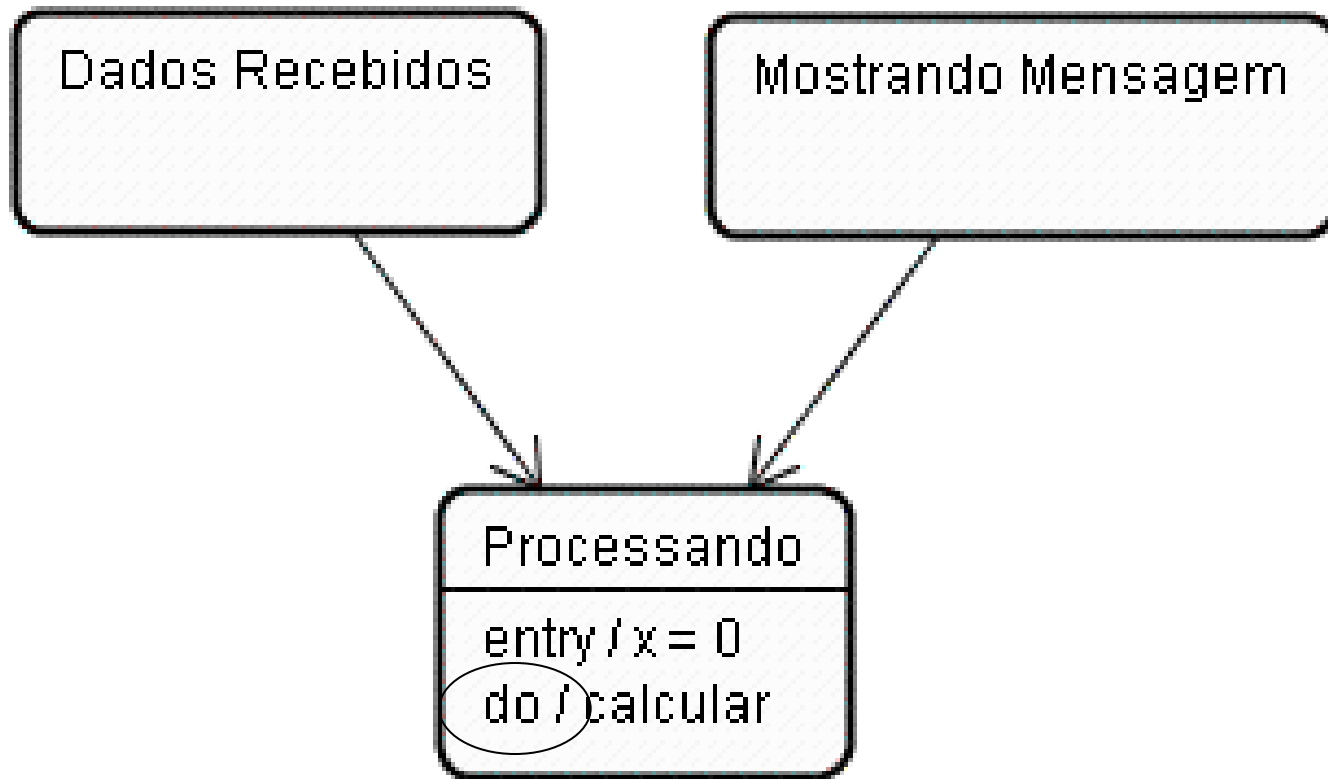 Dados Recebidos
Mostrando Mensagem
Processando
entry / x = 0
do / calcular